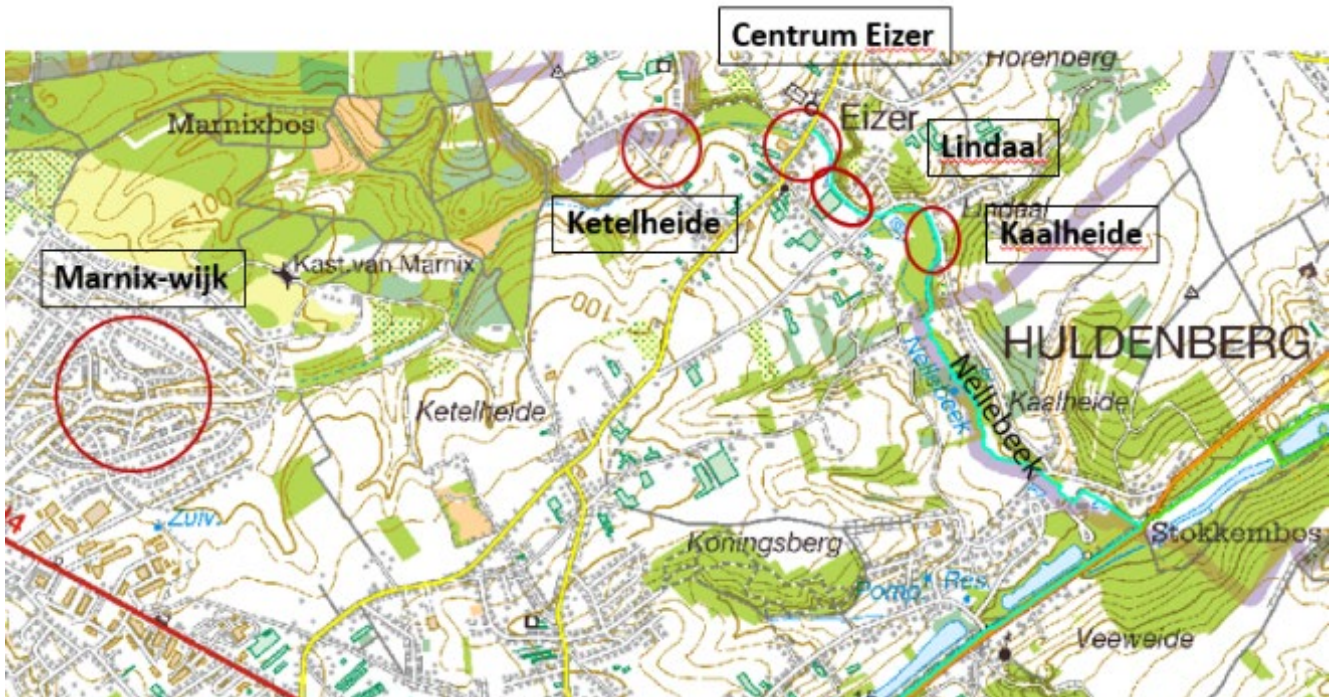 Centrum Eizer
Horenberg
Marnixbos
Eizer
Lindaal
Ketelheide
Lindaal
Kaalheide
Marnix-wijk
Kast.van Marnix
100
100
HULDENBERG
Nellebeek
Nellebeek
Kaalheide
Ketelheide
Zuiv.
Koningsberg
Stokkembos
Pomp.
Res.
Veeweide